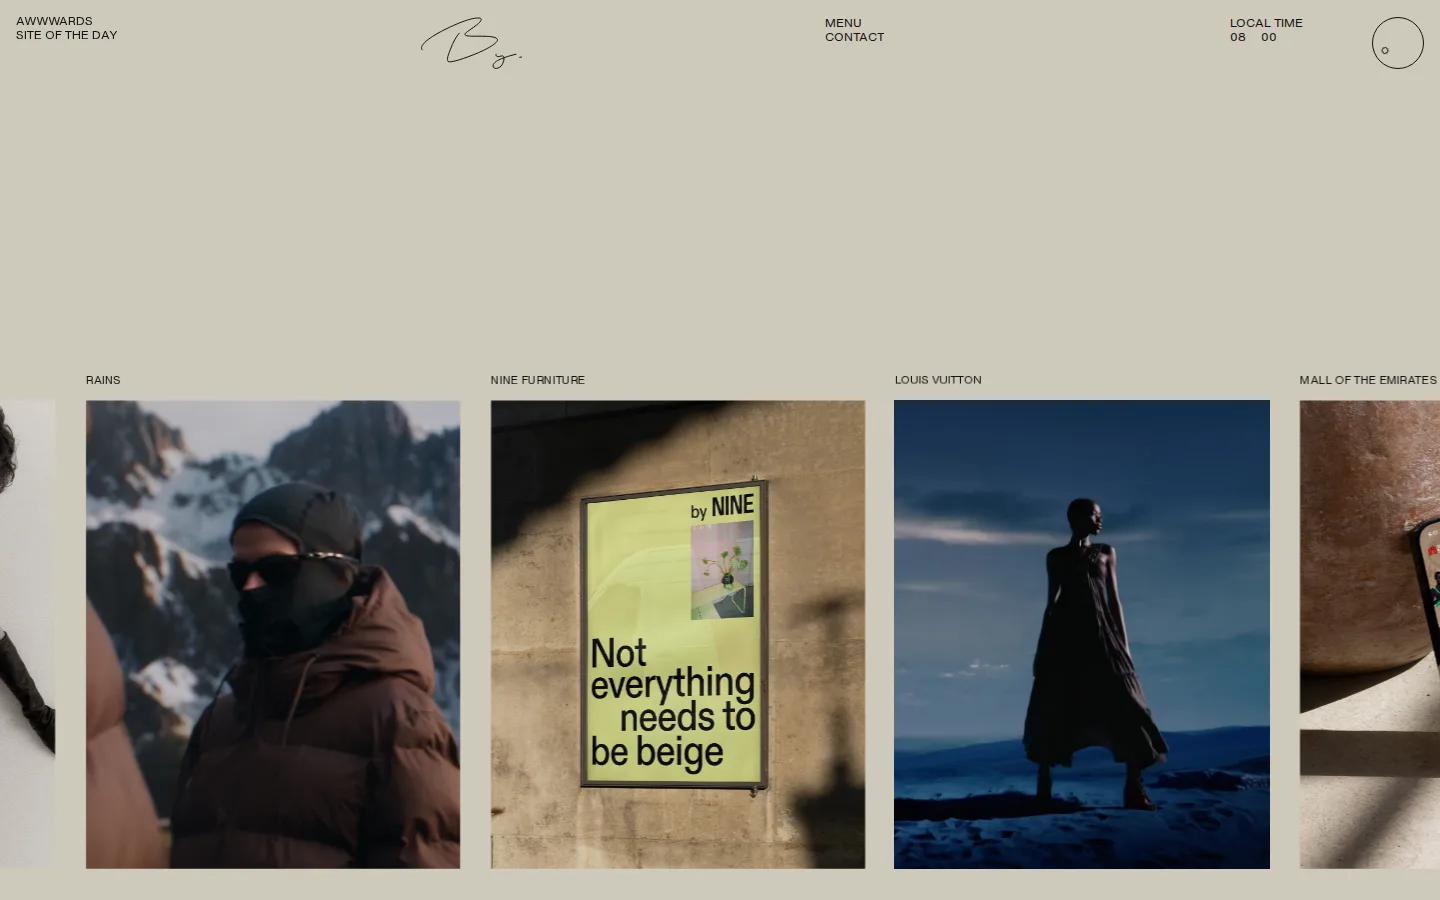 AWWWARDS
SITE OF THE DAY
By.
MENU
CONTACT
LOCAL TIME
08 00
RAINS
NINE FURNITURE
LOUIS VUITTON
MALL OF THE EMIRATES
by NINE
Not
everything
needs to
be beige